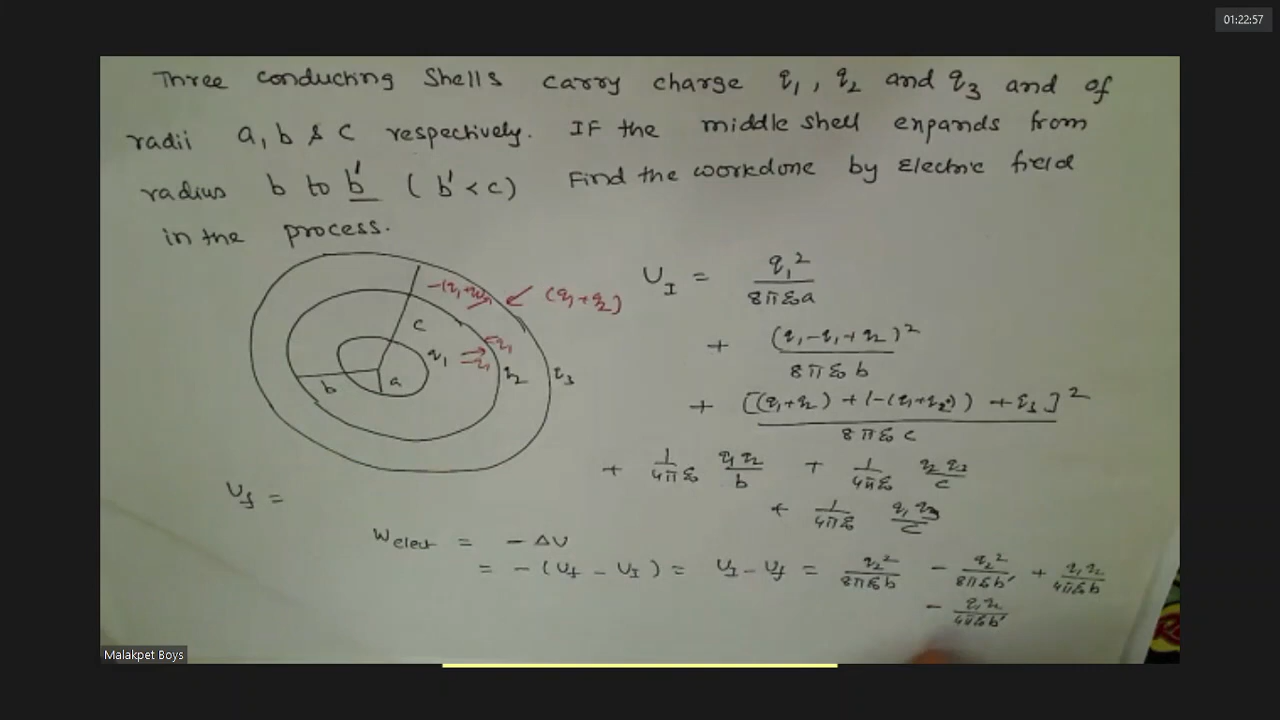 01:22:57
Three conducting Shells carry charge q₁, q₂ and q₃ and of
radii a, b & c respectively. IF the middle shell expands from
radius b to b' (b' < c) Find the workdone by Electric field
in the process.
U_I = q₁²/8πε₀a
+ (q₁-q₁+q₂)²/8πε₀b
+ [(q₁+q₂)+(-(q₁+q₂))+q₃]²/8πε₀c
+ 1/4πε₀ q₁q₂/b + 1/4πε₀ q₂q₃/c
+ 1/4πε₀ q₁q₃/c
(q₁+q₂)
c
q₁ -q₁ q₁ q₂ q₃
b a
U_f =
W_elect = -ΔU
= -(U_f - U_I) = U_I - U_f = q₂²/8πε₀b - q₂²/8πε₀b' + q₁q₂/4πε₀b
- q₁q₂/4πε₀b'
Malakpet Boys